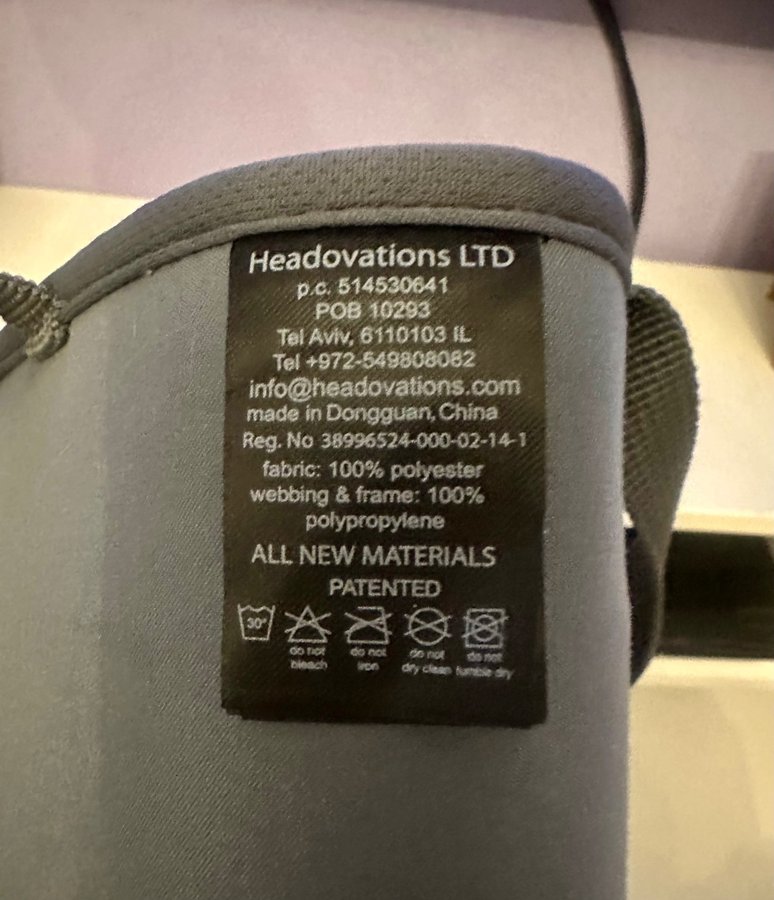 Headovations LTD
p.c. 514530641
POB 10293
Tel Aviv, 6110103 IL
Tel +972-549808082
info@headovations.com
made in Dongguan, China
Reg. No 38996524-000-02-14-1
fabric: 100% polyester
webbing & frame: 100%
polypropylene
ALL NEW MATERIALS
PATENTED
30°
do not bleach
do not iron
do not dry clean
do not tumble dry